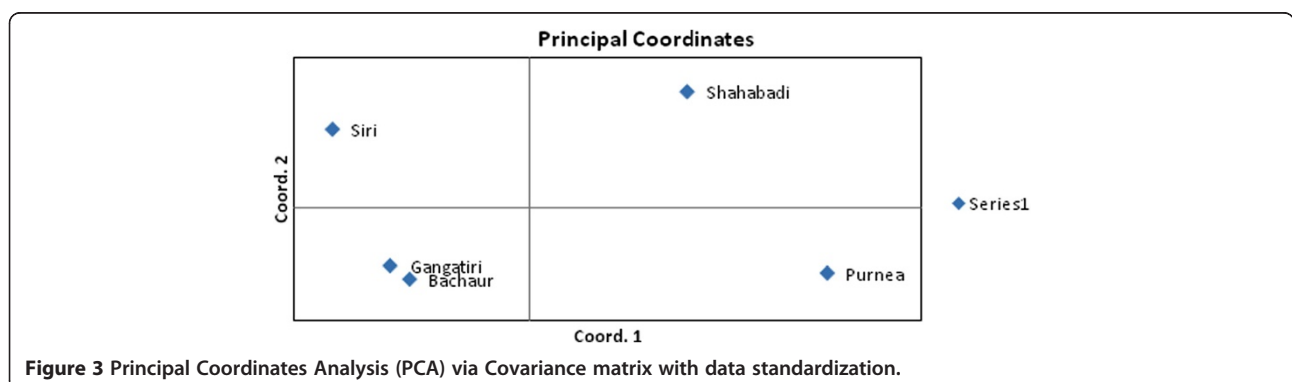 Principal Coordinates
Shahabadi
Siri
Coord. 2
Series1
Gangatiri
Bachaur
Purnea
Coord. 1
Figure 3 Principal Coordinates Analysis (PCA) via Covariance matrix with data standardization.